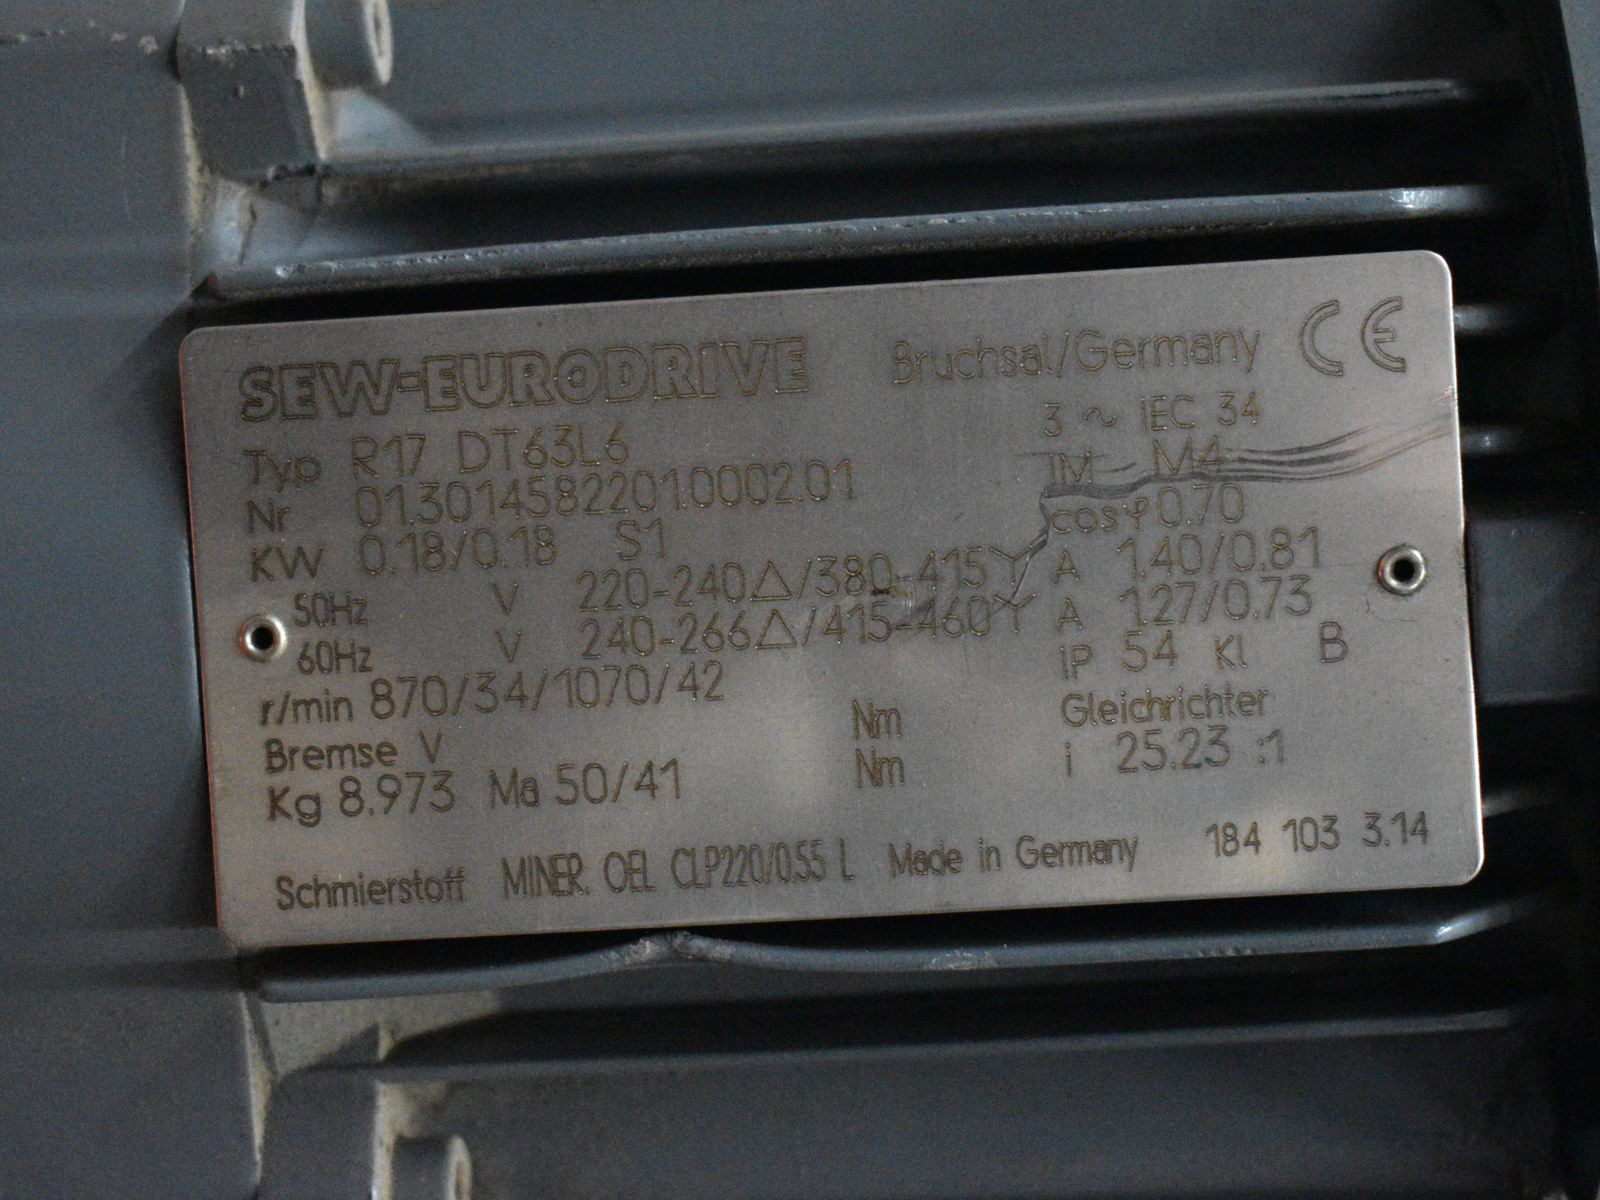 SEW-EURODRIVE Bruchsal/Germany CE
Typ R17 DT63L6 3 ~ IEC 34
Nr 01.3014582201.0002.01 IM M4
KW 0.18/0.18 S1 cosφ 0.70
50Hz V 220-240△/380-415Y A 1.40/0.81
60Hz V 240-266△/415-460Y A 1.27/0.73
r/min 870/34/1070/42 IP 54 Kl B
Bremse V Nm Gleichrichter
Kg 8.973 Ma 50/41 Nm i 25.23 :1
Schmierstoff MINER. OEL CLP220/0.55 L Made in Germany 184 103 3.14